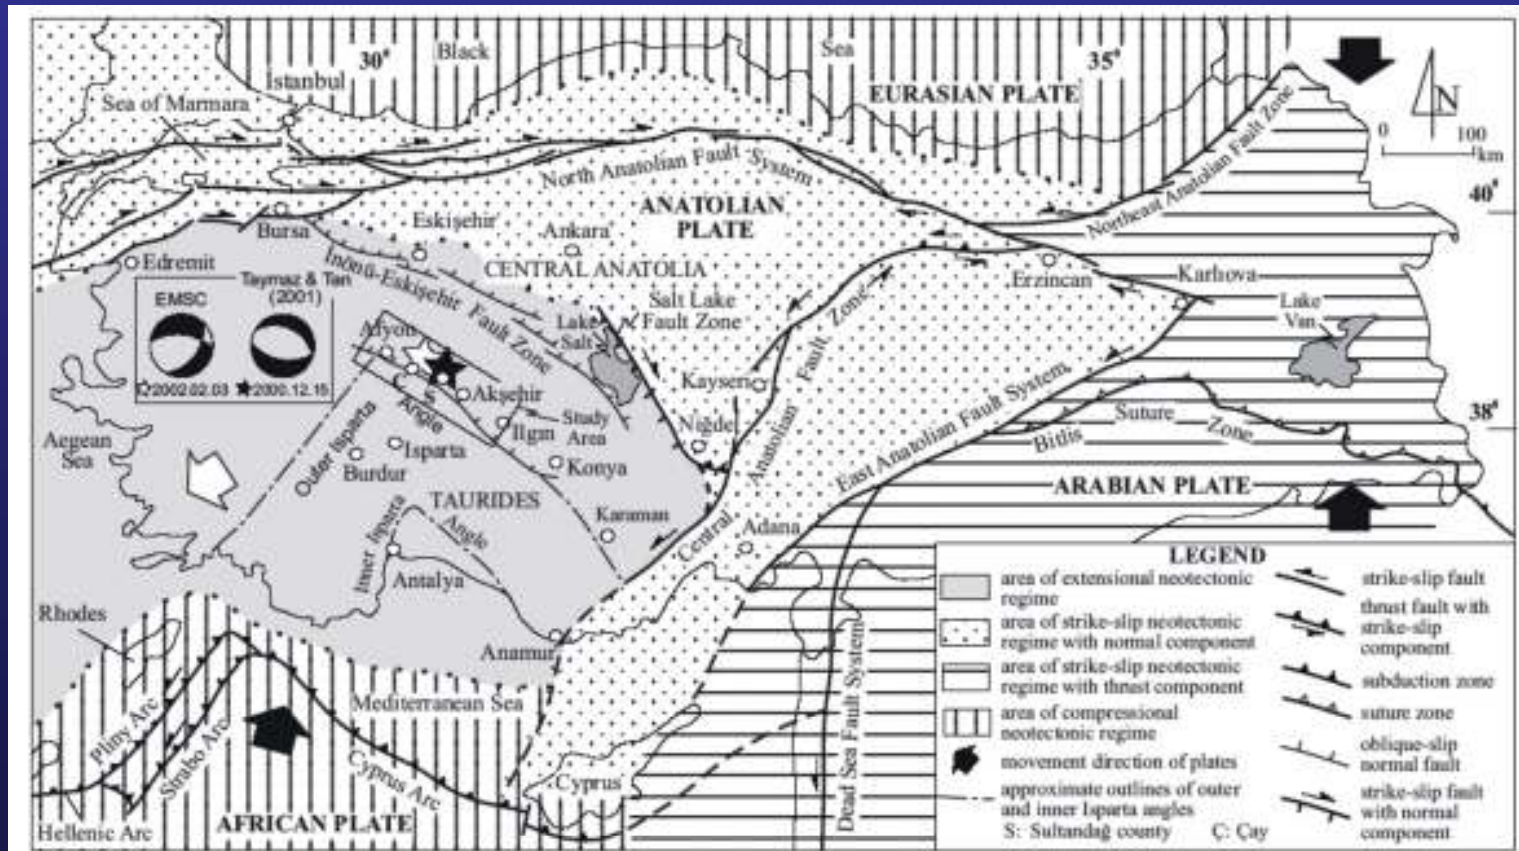 30°
Black
Sea
35°
Istanbul
Sea of Marmara
EURASIAN PLATE
N
0 100
km
North Anatolian Fault System
Northeast Anatolian Fault Zone
40°
ANATOLIAN
PLATE
Bursa
Eskişehir
Ankara
Edremit
İnönü-Eskişehir Fault Zone
CENTRAL ANATOLIA
Erzincan
Karlıova
Taymaz & Tan
(2001)
EMSC
2002.02.03
2000.12.15
Salt Lake
Fault Zone
Lake
Salt
Lake
Van
Afyon
Ç
S
Akşehir
Kayseri
Study
Area
Ilgın
Niğde
Central Anatolian Fault Zone
East Anatolian Fault System
Bitlis Suture Zone
38°
Aegean
Sea
Outer Isparta
Angle
Isparta
Burdur
Konya
TAURIDES
Karaman
ARABIAN PLATE
Adana
Inner Isparta
Angle
Antalya
Rhodes
Anamur
Mediterranean Sea
Pliny Arc
Strabo Arc
Cyprus Arc
Cyprus
Dead Sea Fault System
Hellenic Arc
AFRICAN PLATE
LEGEND
area of extensional neotectonic
regime
area of strike-slip neotectonic
regime with normal component
area of strike-slip neotectonic
regime with thrust component
area of compressional
neotectonic regime
movement direction of plates
approximate outlines of outer
and inner Isparta angles
S: Sultandağ county Ç: Çay
strike-slip fault
thrust fault with
strike-slip
component
subduction zone
suture zone
oblique-slip
normal fault
strike-slip fault
with normal
component